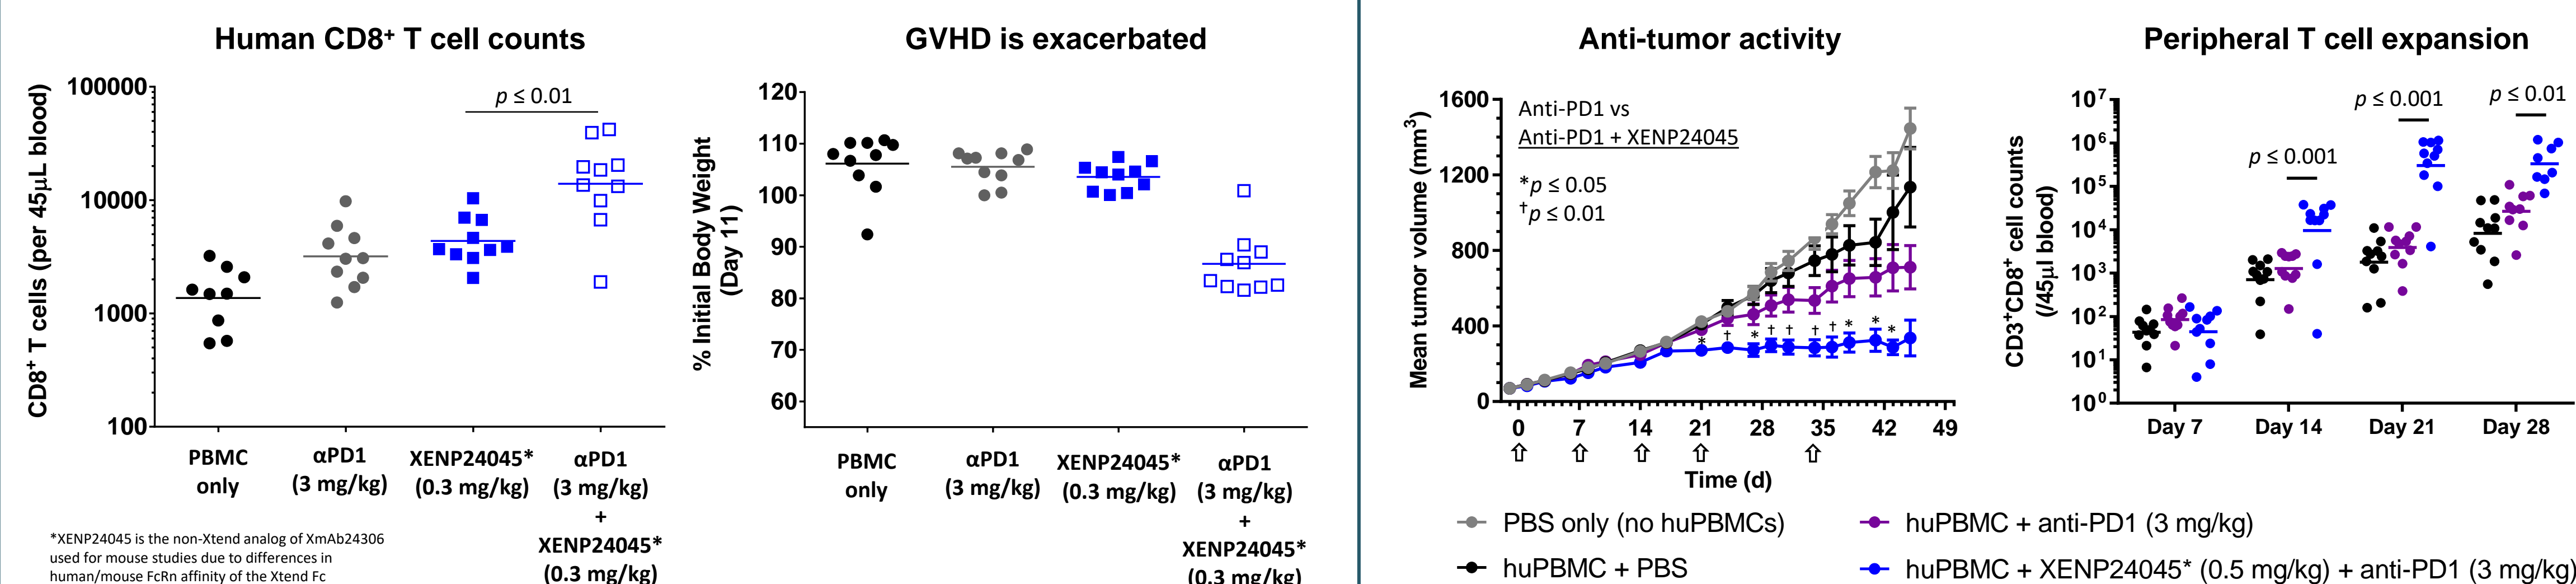 Human CD8⁺ T cell counts
CD8⁺ T cells (per 45µL blood)
100000
10000
1000
100
p ≤ 0.01
PBMC
only
αPD1
(3 mg/kg)
XENP24045*
(0.3 mg/kg)
αPD1
(3 mg/kg)
+
XENP24045*
(0.3 mg/kg)
*XENP24045 is the non-Xtend analog of XmAb24306
used for mouse studies due to differences in
human/mouse FcRn affinity of the Xtend Fc
GVHD is exacerbated
% Initial Body Weight
(Day 11)
120
110
100
90
80
70
60
PBMC
only
αPD1
(3 mg/kg)
XENP24045*
(0.3 mg/kg)
αPD1
(3 mg/kg)
+
XENP24045*
(0.3 mg/kg)
Anti-tumor activity
Mean tumor volume (mm³)
1600
1200
800
400
0
Anti-PD1 vs
Anti-PD1 + XENP24045
*p ≤ 0.05
†p ≤ 0.01
* † * † † † † * * *
0 7 14 21 28 35 42 49
Time (d)
Peripheral T cell expansion
CD3⁺CD8⁺ cell counts
(/45µl blood)
10⁷
10⁶
10⁵
10⁴
10³
10²
10¹
10⁰
p ≤ 0.001
p ≤ 0.001
p ≤ 0.01
Day 7 Day 14 Day 21 Day 28
PBS only (no huPBMCs)
huPBMC + PBS
huPBMC + anti-PD1 (3 mg/kg)
huPBMC + XENP24045* (0.5 mg/kg) + anti-PD1 (3 mg/kg)